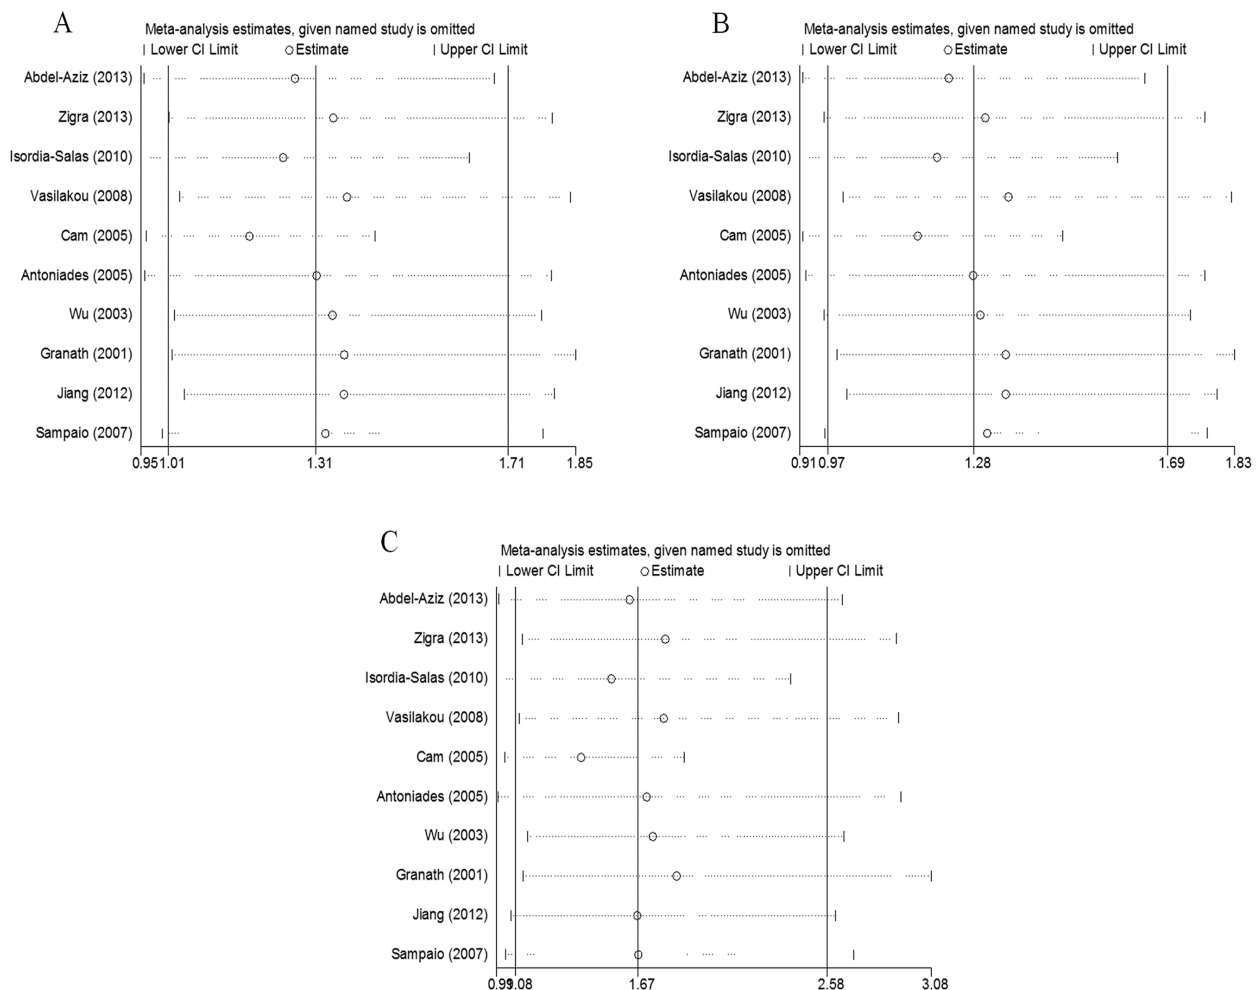 A
Meta-analysis estimates, given named study is omitted
| Lower CI Limit ○ Estimate | Upper CI Limit
Abdel-Aziz (2013)
Zigra (2013)
Isordia-Salas (2010)
Vasilakou (2008)
Cam (2005)
Antoniades (2005)
Wu (2003)
Granath (2001)
Jiang (2012)
Sampaio (2007)
0.95 1.01 1.31 1.71 1.85
B
Meta-analysis estimates, given named study is omitted
| Lower CI Limit ○ Estimate | Upper CI Limit
Abdel-Aziz (2013)
Zigra (2013)
Isordia-Salas (2010)
Vasilakou (2008)
Cam (2005)
Antoniades (2005)
Wu (2003)
Granath (2001)
Jiang (2012)
Sampaio (2007)
0.91 0.97 1.28 1.69 1.83
C
Meta-analysis estimates, given named study is omitted
| Lower CI Limit ○ Estimate | Upper CI Limit
Abdel-Aziz (2013)
Zigra (2013)
Isordia-Salas (2010)
Vasilakou (2008)
Cam (2005)
Antoniades (2005)
Wu (2003)
Granath (2001)
Jiang (2012)
Sampaio (2007)
0.99 1.08 1.67 2.58 3.08